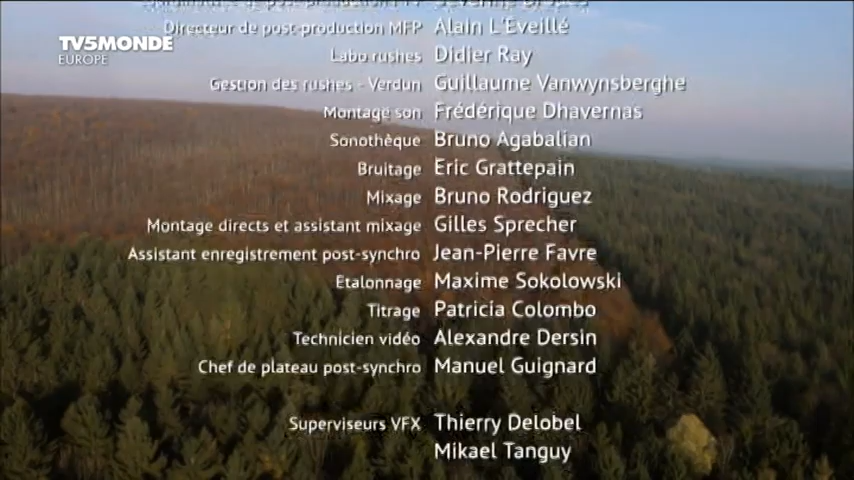 Directeur de post-production MFP Alain L'Éveillé
TV5MONDE
EUROPE
Labo rushes Didier Ray
Gestion des rushes - Verdun Guillaume Vanwynsberghe
Montage son Frédérique Dhavernas
Sonothèque Bruno Agabalian
Bruitage Eric Grattepain
Mixage Bruno Rodriguez
Montage directs et assistant mixage Gilles Sprecher
Assistant enregistrement post-synchro Jean-Pierre Favre
Etalonnage Maxime Sokolowski
Titrage Patricia Colombo
Technicien vidéo Alexandre Dersin
Chef de plateau post-synchro Manuel Guignard
Superviseurs VFX Thierry Delobel
Mikael Tanguy